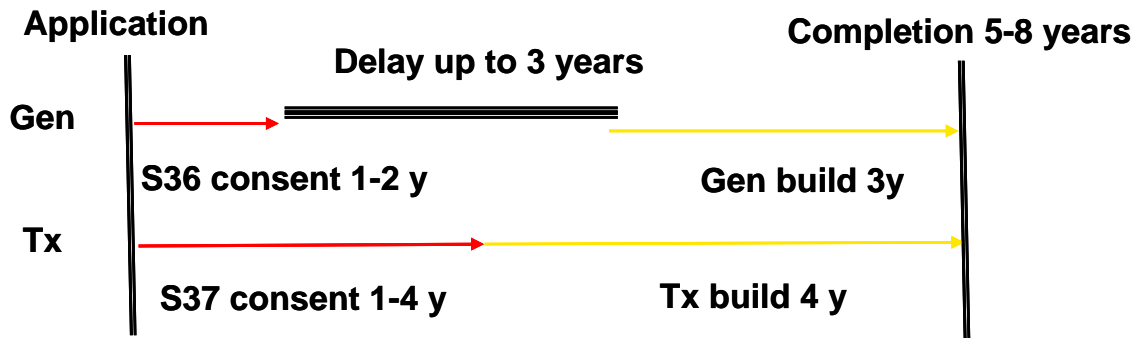 Application
Completion 5-8 years
Delay up to 3 years
Gen
S36 consent 1-2 y
Gen build 3y
Tx
S37 consent 1-4 y
Tx build 4 y